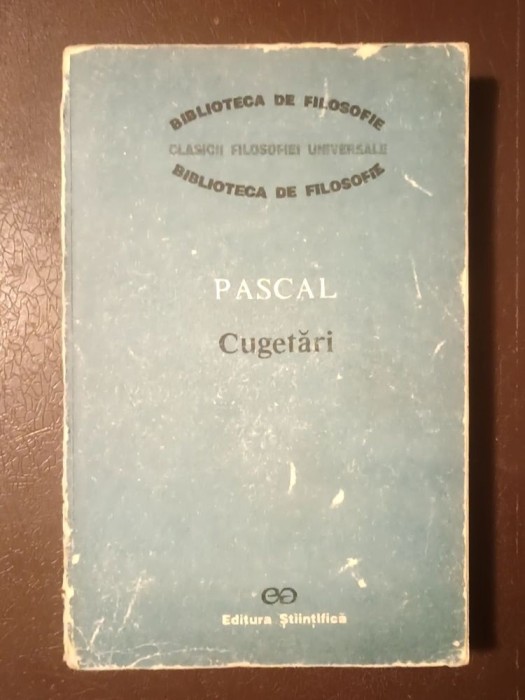 BIBLIOTECA DE FILOSOFIE
CLASICII FILOSOFIEI UNIVERSALE
BIBLIOTECA DE FILOSOFIE
PASCAL
Cugetări
Editura Științifică